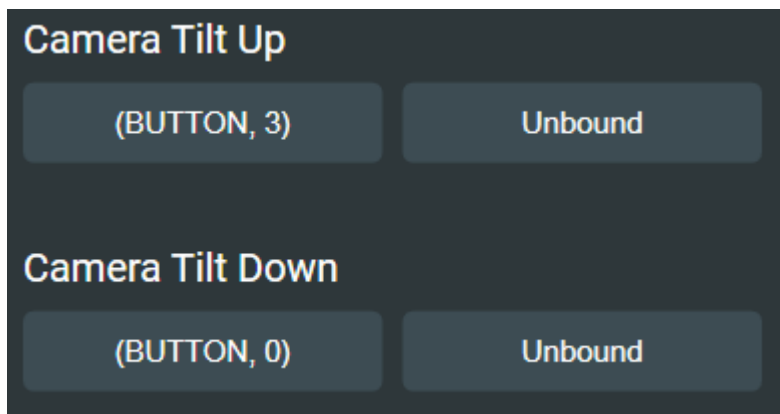 Camera Tilt Up
(BUTTON, 3) Unbound
Camera Tilt Down
(BUTTON, 0) Unbound